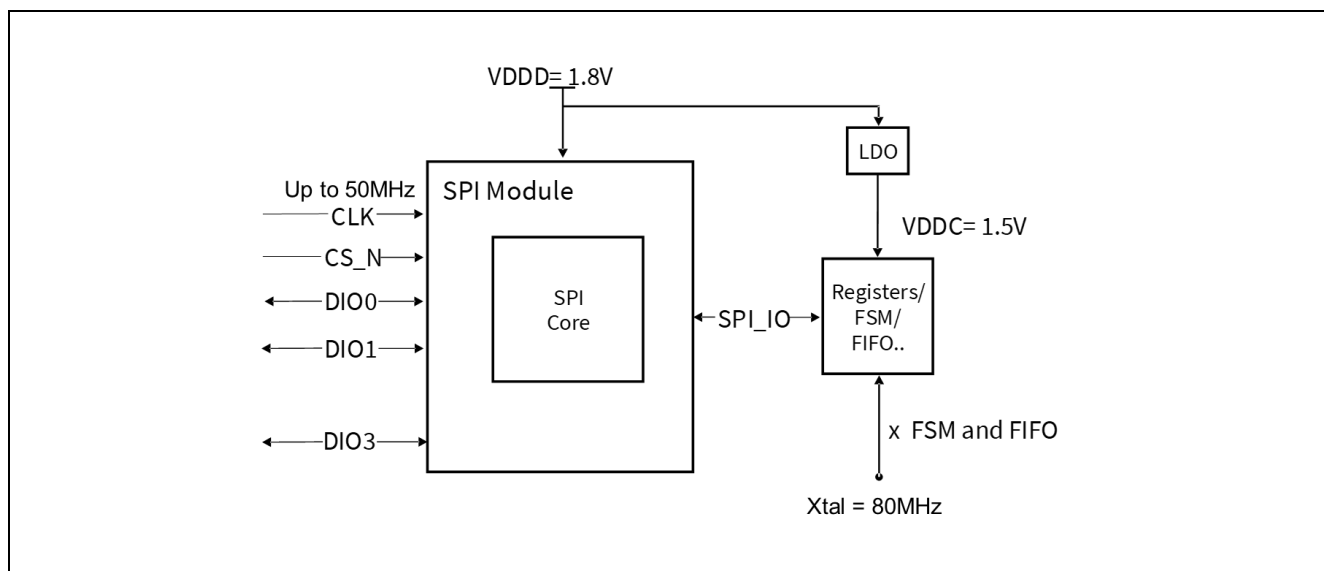 VDDD= 1.8V
LDO
Up to 50MHz
SPI Module
CLK
VDDC= 1.5V
CS_N
Registers/
FSM/
FIFO..
SPI
Core
DIO0
SPI_IO
DIO1
DIO3
x FSM and FIFO
Xtal = 80MHz